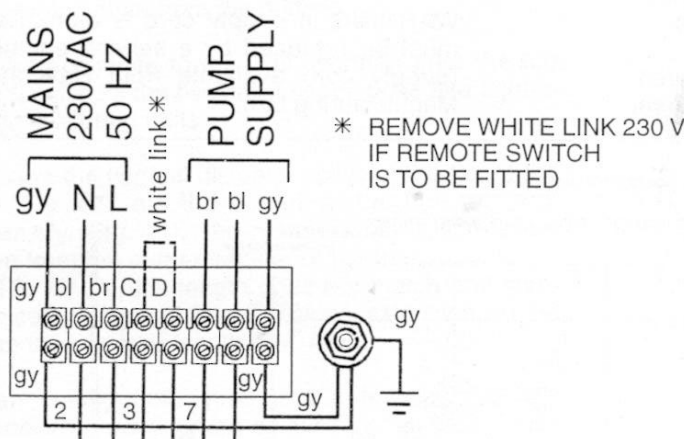 MAINS
230VAC
50 HZ
white link *
PUMP
SUPPLY
* REMOVE WHITE LINK 230 V
IF REMOTE SWITCH
IS TO BE FITTED
gy N L
br bl gy
gy bl br C D
gy
gy gy
gy
2 3 7